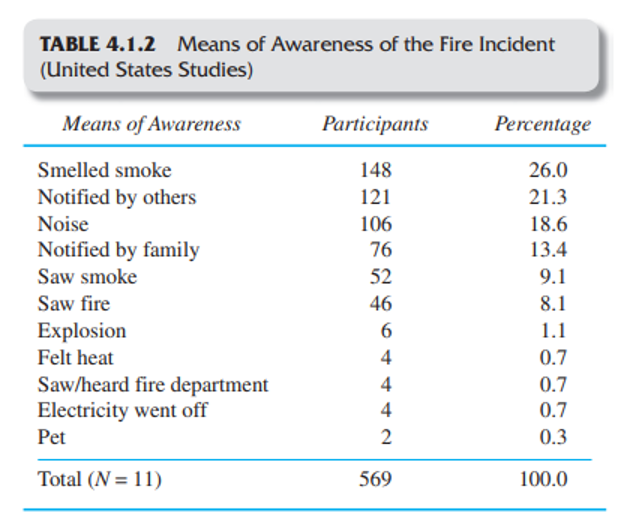 TABLE 4.1.2 Means of Awareness of the Fire Incident
(United States Studies)
Means of Awareness Participants Percentage
Smelled smoke 148 26.0
Notified by others 121 21.3
Noise 106 18.6
Notified by family 76 13.4
Saw smoke 52 9.1
Saw fire 46 8.1
Explosion 6 1.1
Felt heat 4 0.7
Saw/heard fire department 4 0.7
Electricity went off 4 0.7
Pet 2 0.3
Total (N = 11) 569 100.0